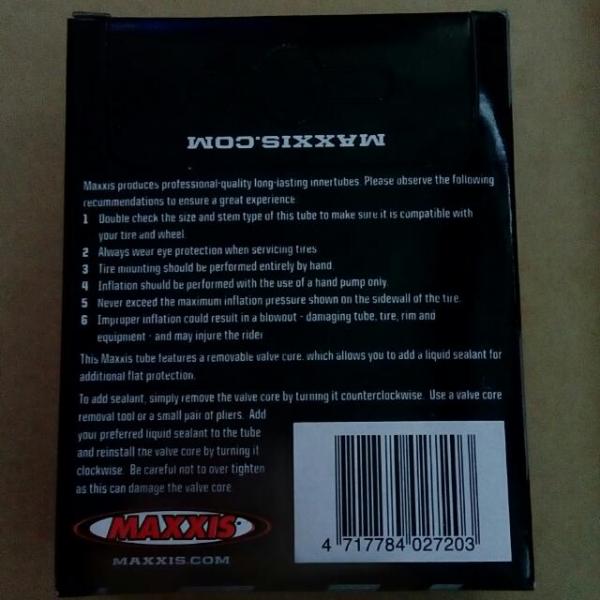 MAXXIS.COM
Maxxis produces professional-quality long-lasting innertubes. Please observe the following
recommendations to ensure a great experience
1 Double check the size and stem type of this tube to make sure it is compatible with
your tire and wheel.
2 Always wear eye protection when servicing tires.
3 Tire mounting should be performed entirely by hand.
4 Inflation should be performed with the use of a hand pump only.
5 Never exceed the maximum inflation pressure shown on the sidewall of the tire.
6 Improper inflation could result in a blowout - damaging tube, tire, rim and
equipment - and may injure the rider
This Maxxis tube features a removable valve core, which allows you to add a liquid sealant for
additional flat protection.
To add sealant, simply remove the valve core by turning it counterclockwise. Use a valve core
removal tool or a small pair of pliers. Add
your preferred liquid sealant to the tube
and reinstall the valve core by turning it
clockwise. Be careful not to over tighten
as this can damage the valve core.
MAXXIS
MAXXIS.COM
4 717784 027203